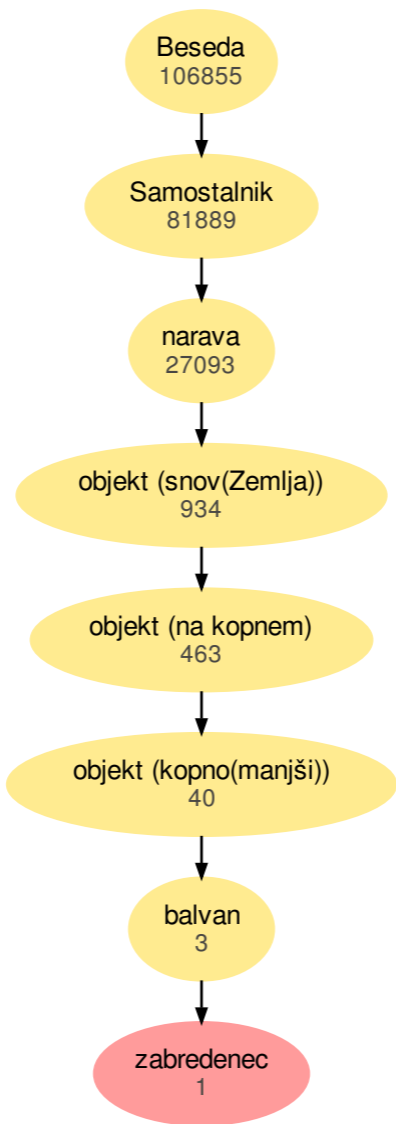 Beseda
106855
Samostalnik
81889
narava
27093
objekt (snov(Zemlja))
934
objekt (na kopnem)
463
objekt (kopno(manjši))
40
balvan
3
zabredenec
1